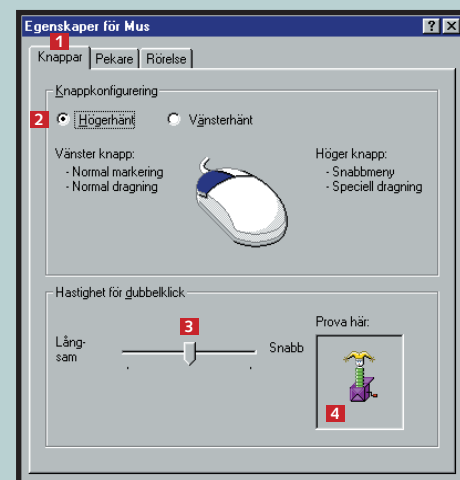 Egenskaper för Mus
1
Knappar Pekare Rörelse
Knappkonfigurering
2 Högerhänt Vänsterhänt
Vänster knapp:
- Normal markering
- Normal dragning
Höger knapp:
- Snabbmeny
- Speciell dragning
Hastighet för dubbelklick
3
Lång-
sam
Snabb
Prova här:
4